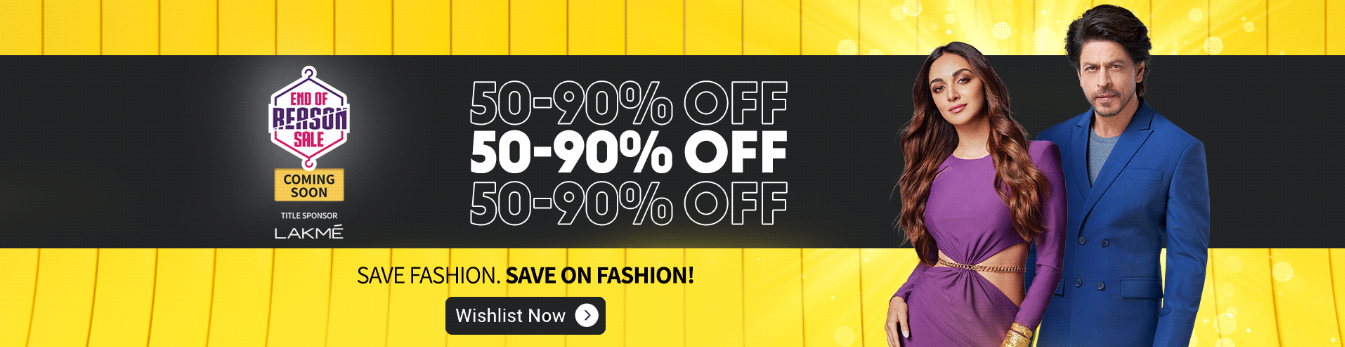 END OF
REASON
SALE
COMING
SOON
TITLE SPONSOR
LAKMÉ
50-90% OFF
50-90% OFF
50-90% OFF
SAVE FASHION. SAVE ON FASHION!
Wishlist Now